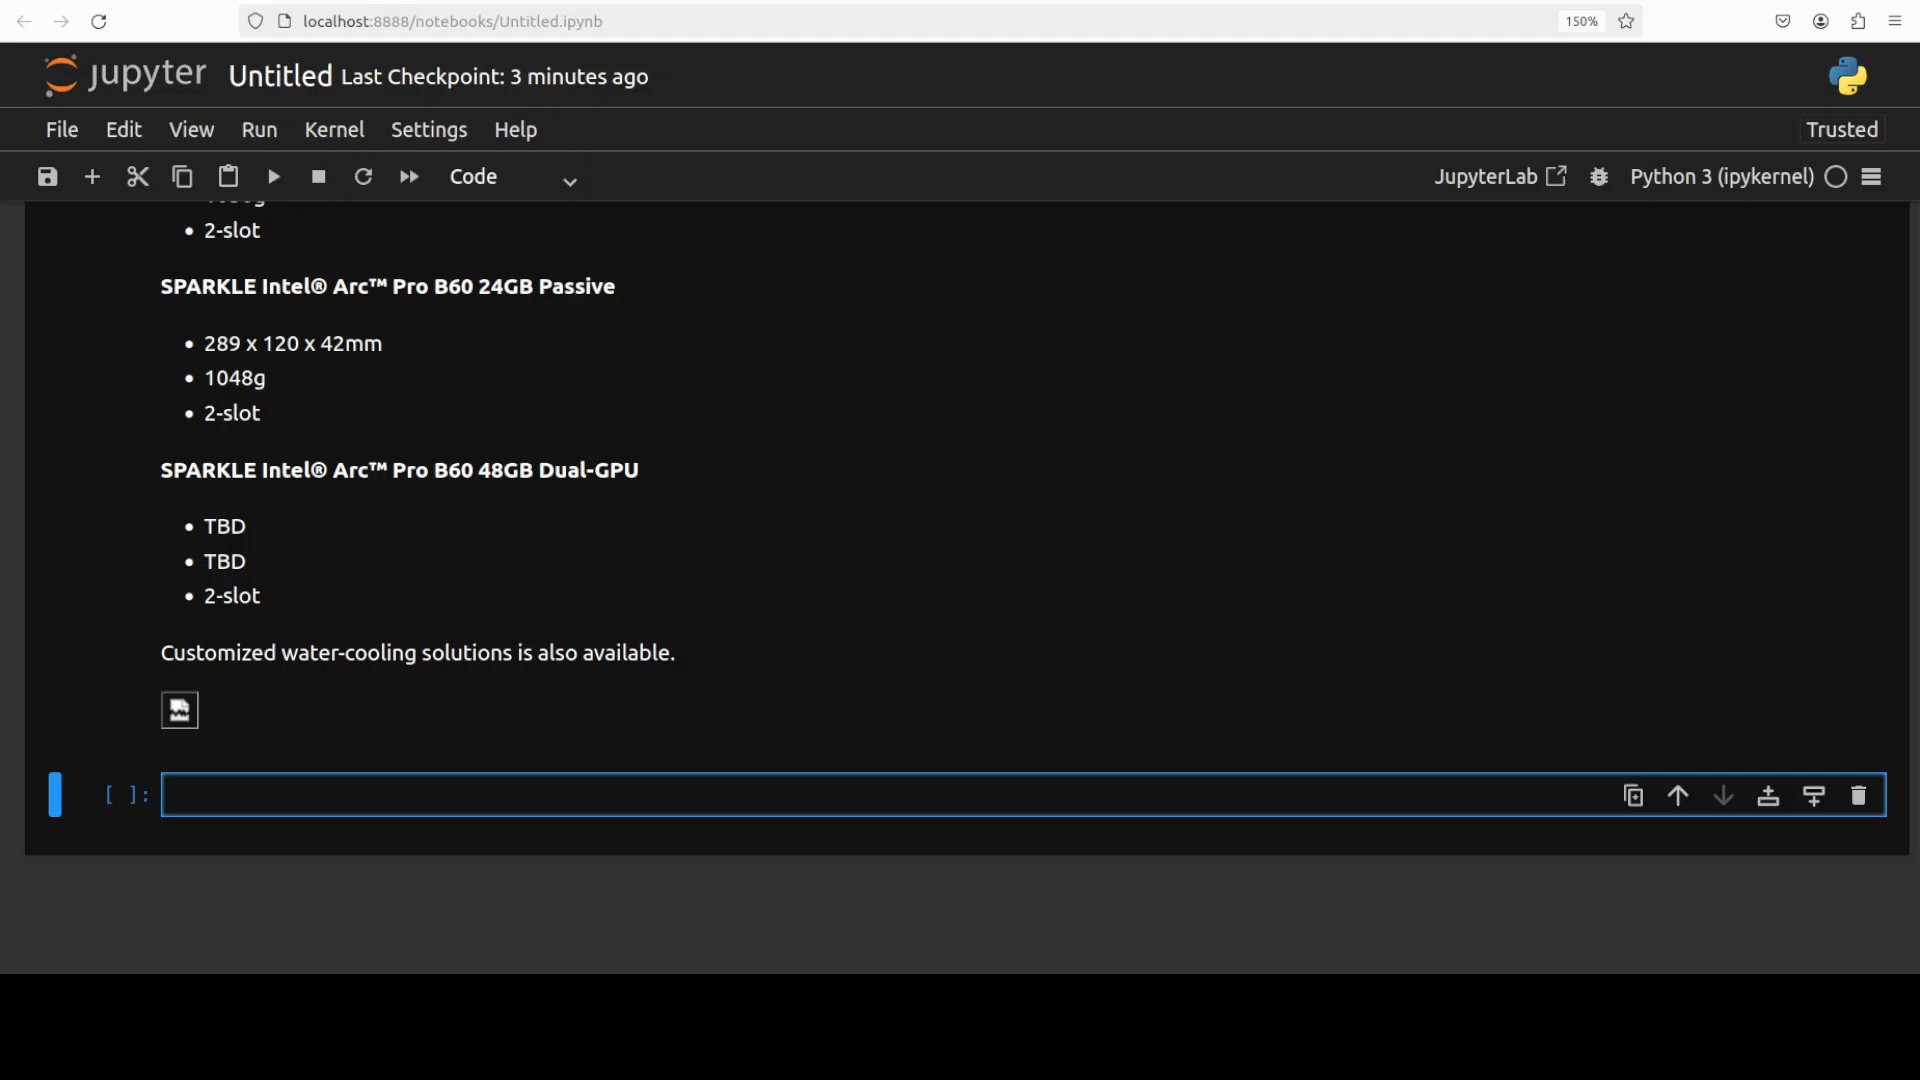 localhost:8888/notebooks/Untitled.ipynb
150%
jupyter Untitled Last Checkpoint: 3 minutes ago
File Edit View Run Kernel Settings Help
Trusted
Code
JupyterLab
Python 3 (ipykernel)
• 2-slot
SPARKLE Intel® Arc™ Pro B60 24GB Passive
• 289 x 120 x 42mm
• 1048g
• 2-slot
SPARKLE Intel® Arc™ Pro B60 48GB Dual-GPU
• TBD
• TBD
• 2-slot
Customized water-cooling solutions is also available.
[ ]: